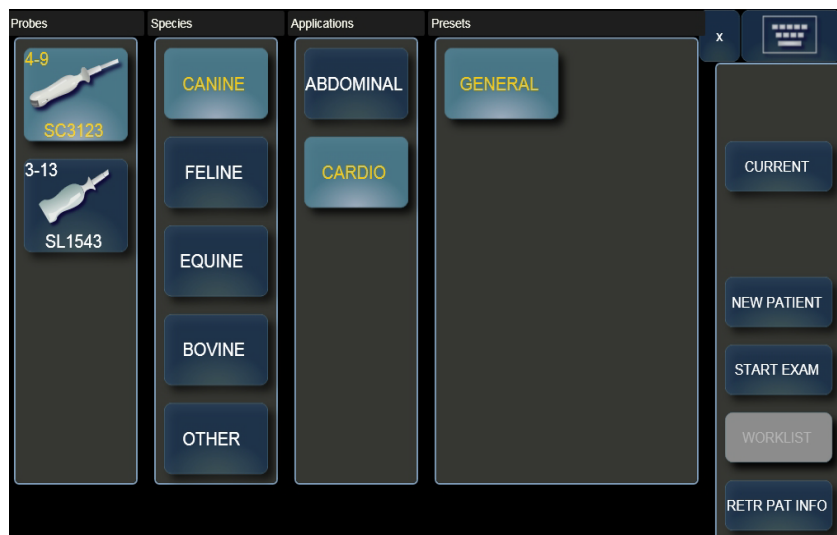 Probes
Species
Applications
Presets
x
4-9
SC3123
3-13
SL1543
CANINE
FELINE
EQUINE
BOVINE
OTHER
ABDOMINAL
CARDIO
GENERAL
CURRENT
NEW PATIENT
START EXAM
WORKLIST
RETR PAT INFO